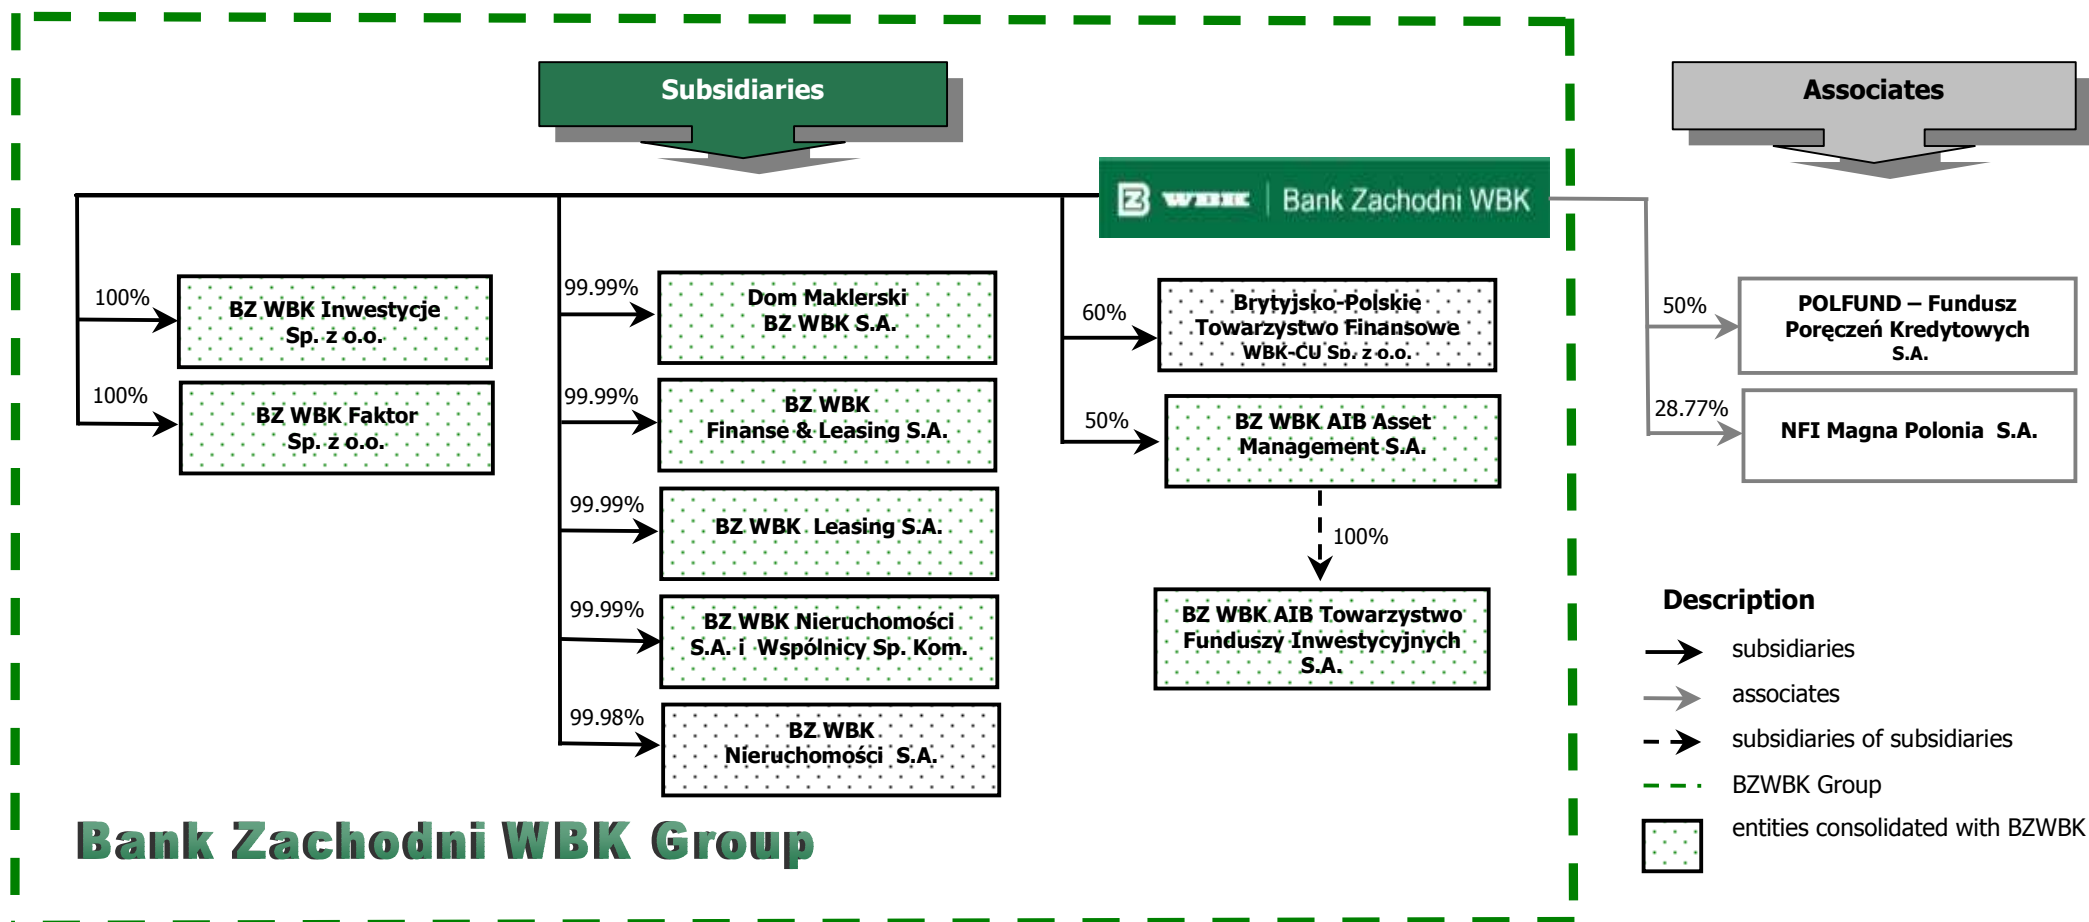 Subsidiaries
Associates
BZ WBK | Bank Zachodni WBK
100%
BZ WBK Inwestycje
Sp. z o.o.
100%
BZ WBK Faktor
Sp. z o.o.
99.99%
Dom Maklerski
BZ WBK S.A.
99.99%
BZ WBK
Finanse & Leasing S.A.
99.99%
BZ WBK Leasing S.A.
99.99%
BZ WBK Nieruchomości
S.A. i Wspólnicy Sp. Kom.
99.98%
BZ WBK
Nieruchomości S.A.
60%
Brytyjsko-Polskie
Towarzystwo Finansowe
WBK-CU Sp. z o.o.
50%
BZ WBK AIB Asset
Management S.A.
100%
BZ WBK AIB Towarzystwo
Funduszy Inwestycyjnych
S.A.
50%
POLFUND – Fundusz
Poręczeń Kredytowych
S.A.
28.77%
NFI Magna Polonia S.A.
Description
subsidiaries
associates
subsidiaries of subsidiaries
BZWBK Group
entities consolidated with BZWBK
Bank Zachodni WBK Group